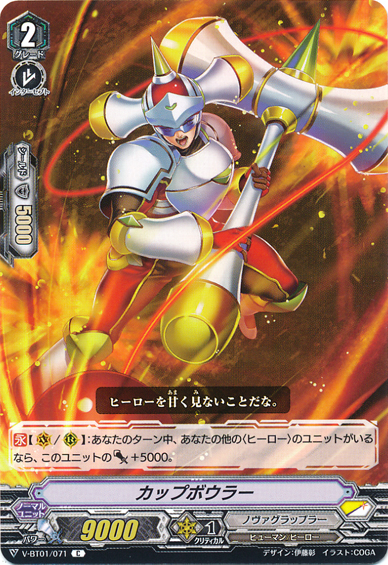 2
グレード
インターセプト
シールド
5000
ヒーローを甘く見ないことだな。
あま み
永【 / 】:あなたのターン中、あなたの他の〈ヒーロー〉のユニットがいる
なら、このユニットの +5000。
カップボウラー
ノーマル
ユニット
パワー 9000 1
クリティカル
ノヴァグラップラー
ヒューマン ヒーロー
V-BT01/071 C
デザイン:伊藤彰 イラスト:COGA